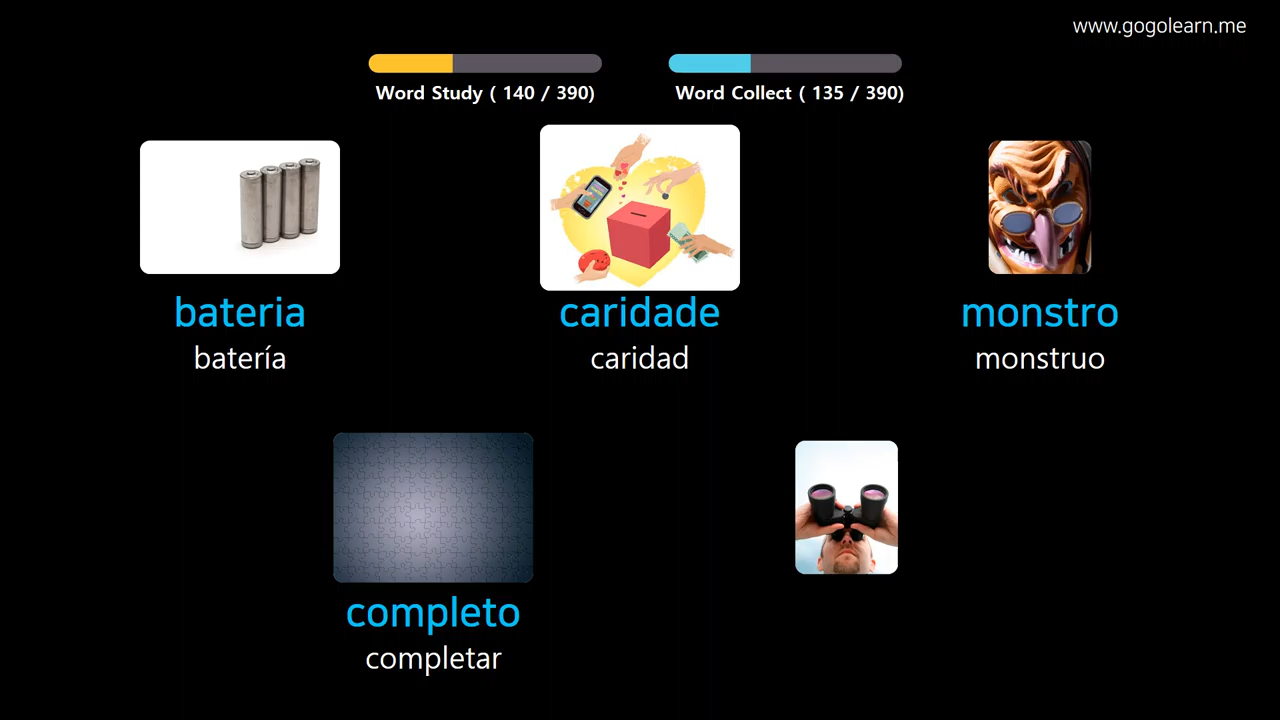 www.gogolearn.me
Word Study ( 140 / 390)
Word Collect ( 135 / 390)
bateria
batería
caridade
caridad
monstro
monstruo
completo
completar